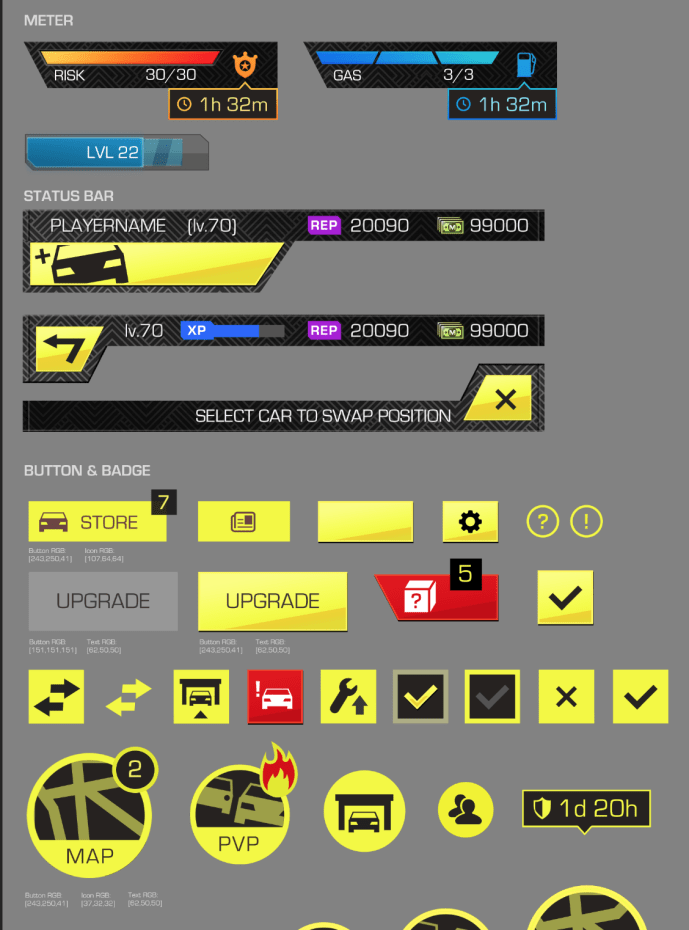 METER
RISK 30/30
GAS 3/3
1h 32m
1h 32m
LVL 22
STATUS BAR
PLAYERNAME [lv.70] REP 20090 99000
lv.70 XP REP 20090 99000
SELECT CAR TO SWAP POSITION
BUTTON & BADGE
7
STORE
? !
Button RGB: Icon RGB:
[243,250,41] [107,64,64]
5
UPGRADE
UPGRADE
?
Button RGB: Text RGB: Button RGB: Text RGB:
[151,151,151] [62,50,50] [243,250,41] [62,50,50]
!
2
1d 20h
MAP
PVP
Button RGB: Icon RGB: Text RGB:
[243,250,41] [37,32,32] [62,50,50]